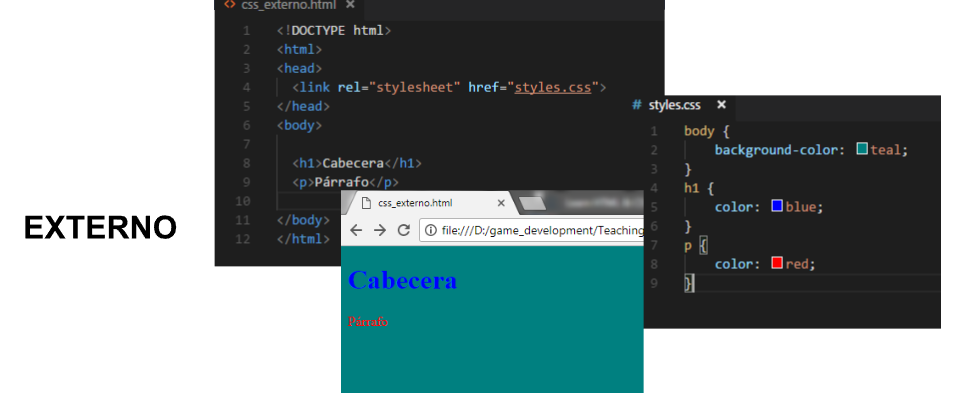 css_externo.html
1 <!DOCTYPE html>
2 <html>
3 <head>
4 <link rel="stylesheet" href="styles.css">
5 </head>
6 <body>
7
8 <h1>Cabecera</h1>
9 <p>Párrafo</p>
10
11 </body>
12 </html>
# styles.css
1 body {
2 background-color: teal;
3 }
4 h1 {
5 color: blue;
6 }
7 p {
8 color: red;
9 }
EXTERNO
css_externo.html
file:///D:/game_development/Teaching
Cabecera
Párrafo